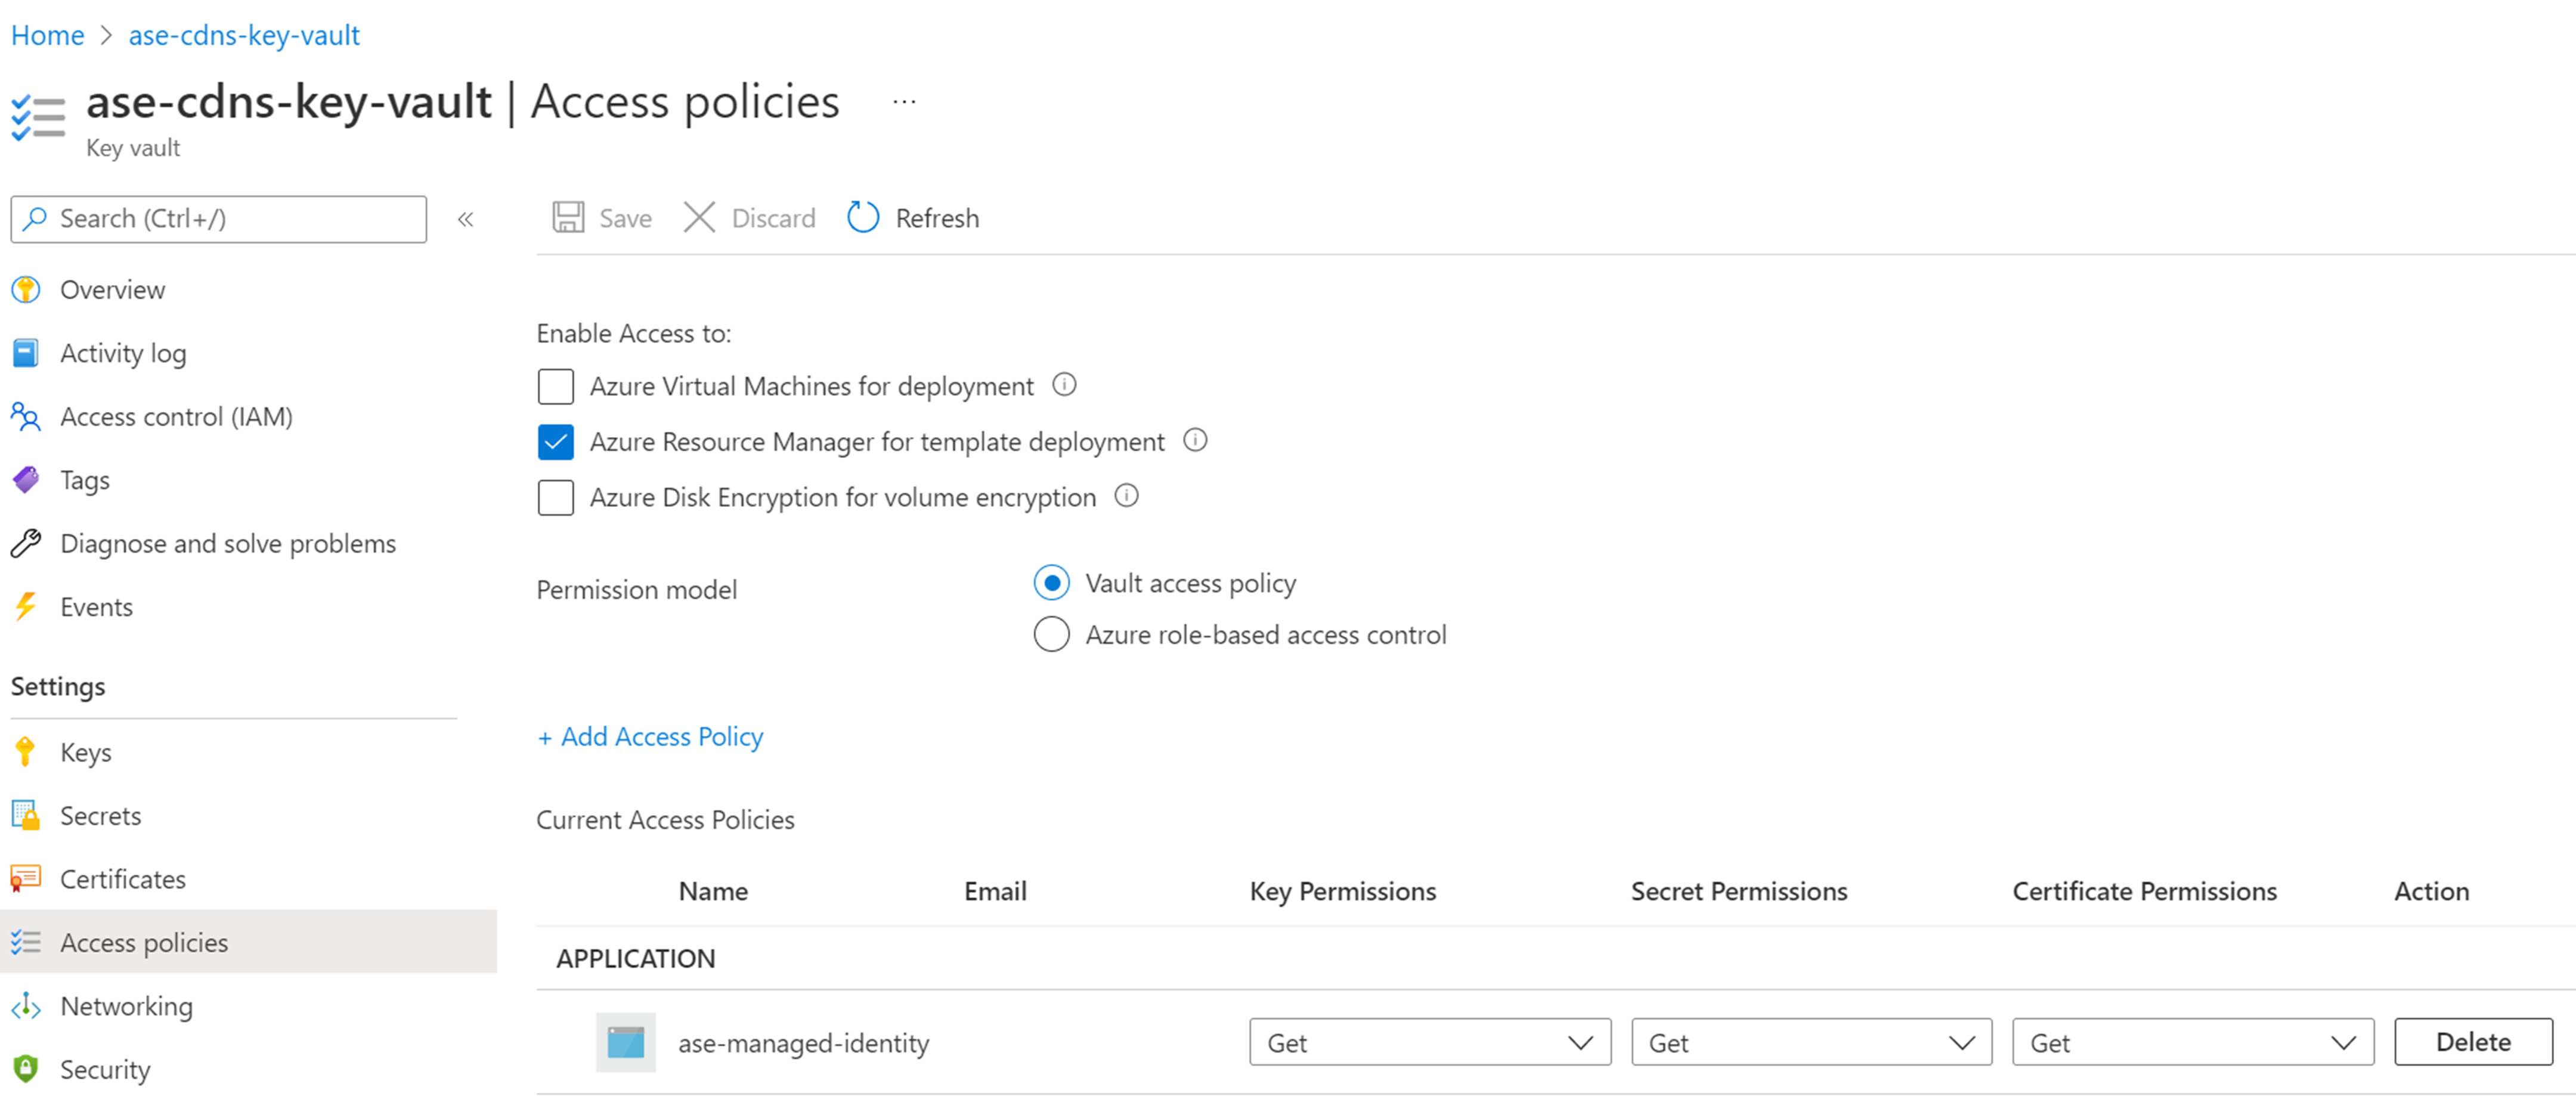 Home > ase-cdns-key-vault
ase-cdns-key-vault | Access policies ...
Key vault
Search (Ctrl+/) «
Overview
Activity log
Access control (IAM)
Tags
Diagnose and solve problems
Events
Settings
Keys
Secrets
Certificates
Access policies
Networking
Security
Save Discard Refresh
Enable Access to:
Azure Virtual Machines for deployment
Azure Resource Manager for template deployment
Azure Disk Encryption for volume encryption
Permission model
Vault access policy
Azure role-based access control
+ Add Access Policy
Current Access Policies
Name Email Key Permissions Secret Permissions Certificate Permissions Action
APPLICATION
ase-managed-identity Get Get Get Delete